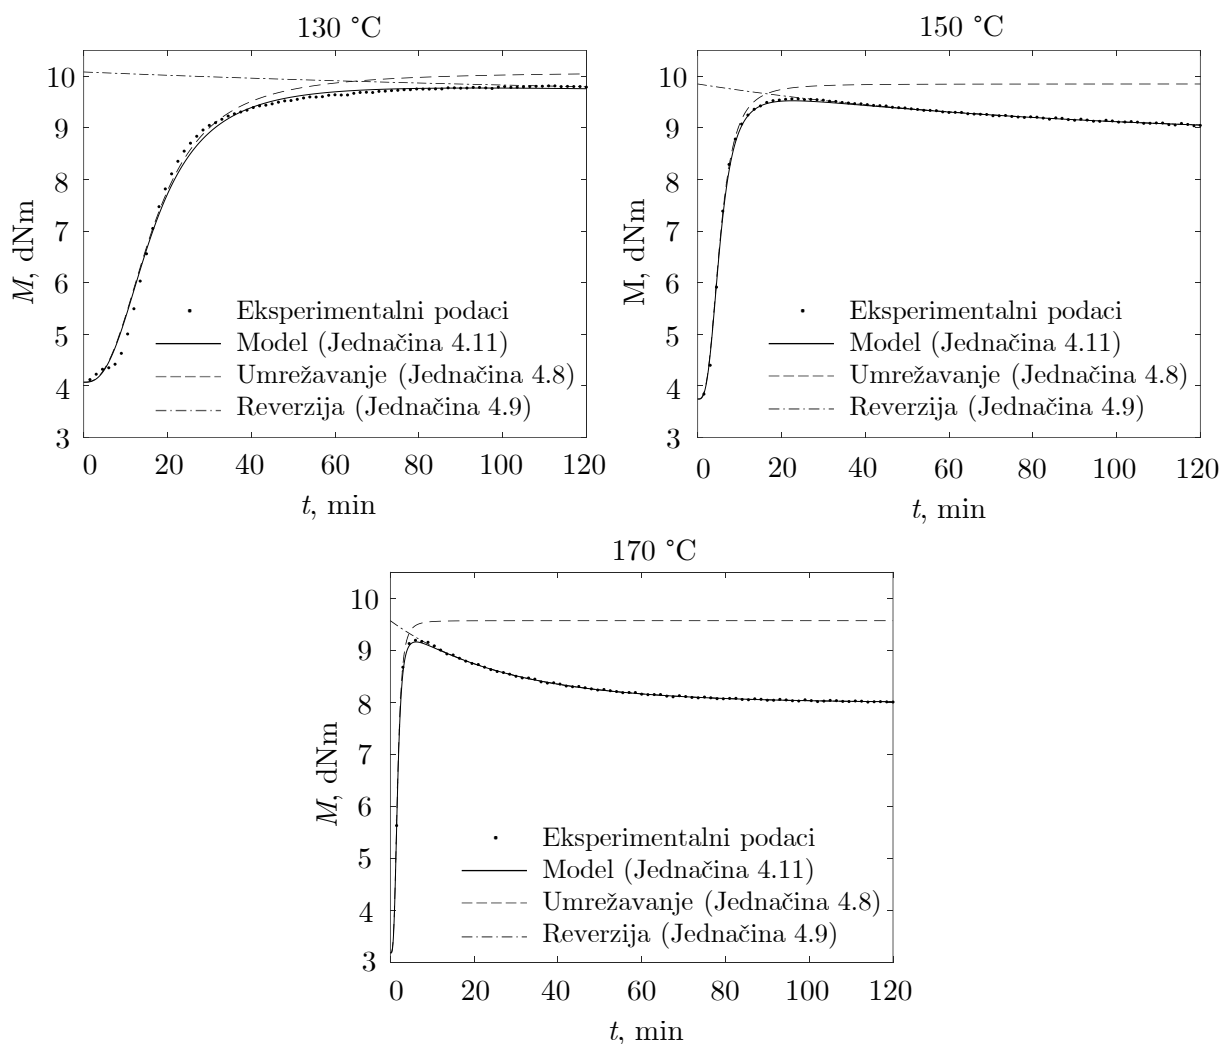 130 °C
10
9
8
7
6
5
4
3
M, dNm
Eksperimentalni podaci
Model (Jednačina 4.11)
Umrežavanje (Jednačina 4.8)
Reverzija (Jednačina 4.9)
0 20 40 60 80 100 120
t, min
150 °C
10
9
8
7
6
5
4
3
M, dNm
Eksperimentalni podaci
Model (Jednačina 4.11)
Umrežavanje (Jednačina 4.8)
Reverzija (Jednačina 4.9)
0 20 40 60 80 100 120
t, min
170 °C
10
9
8
7
6
5
4
3
M, dNm
Eksperimentalni podaci
Model (Jednačina 4.11)
Umrežavanje (Jednačina 4.8)
Reverzija (Jednačina 4.9)
0 20 40 60 80 100 120
t, min